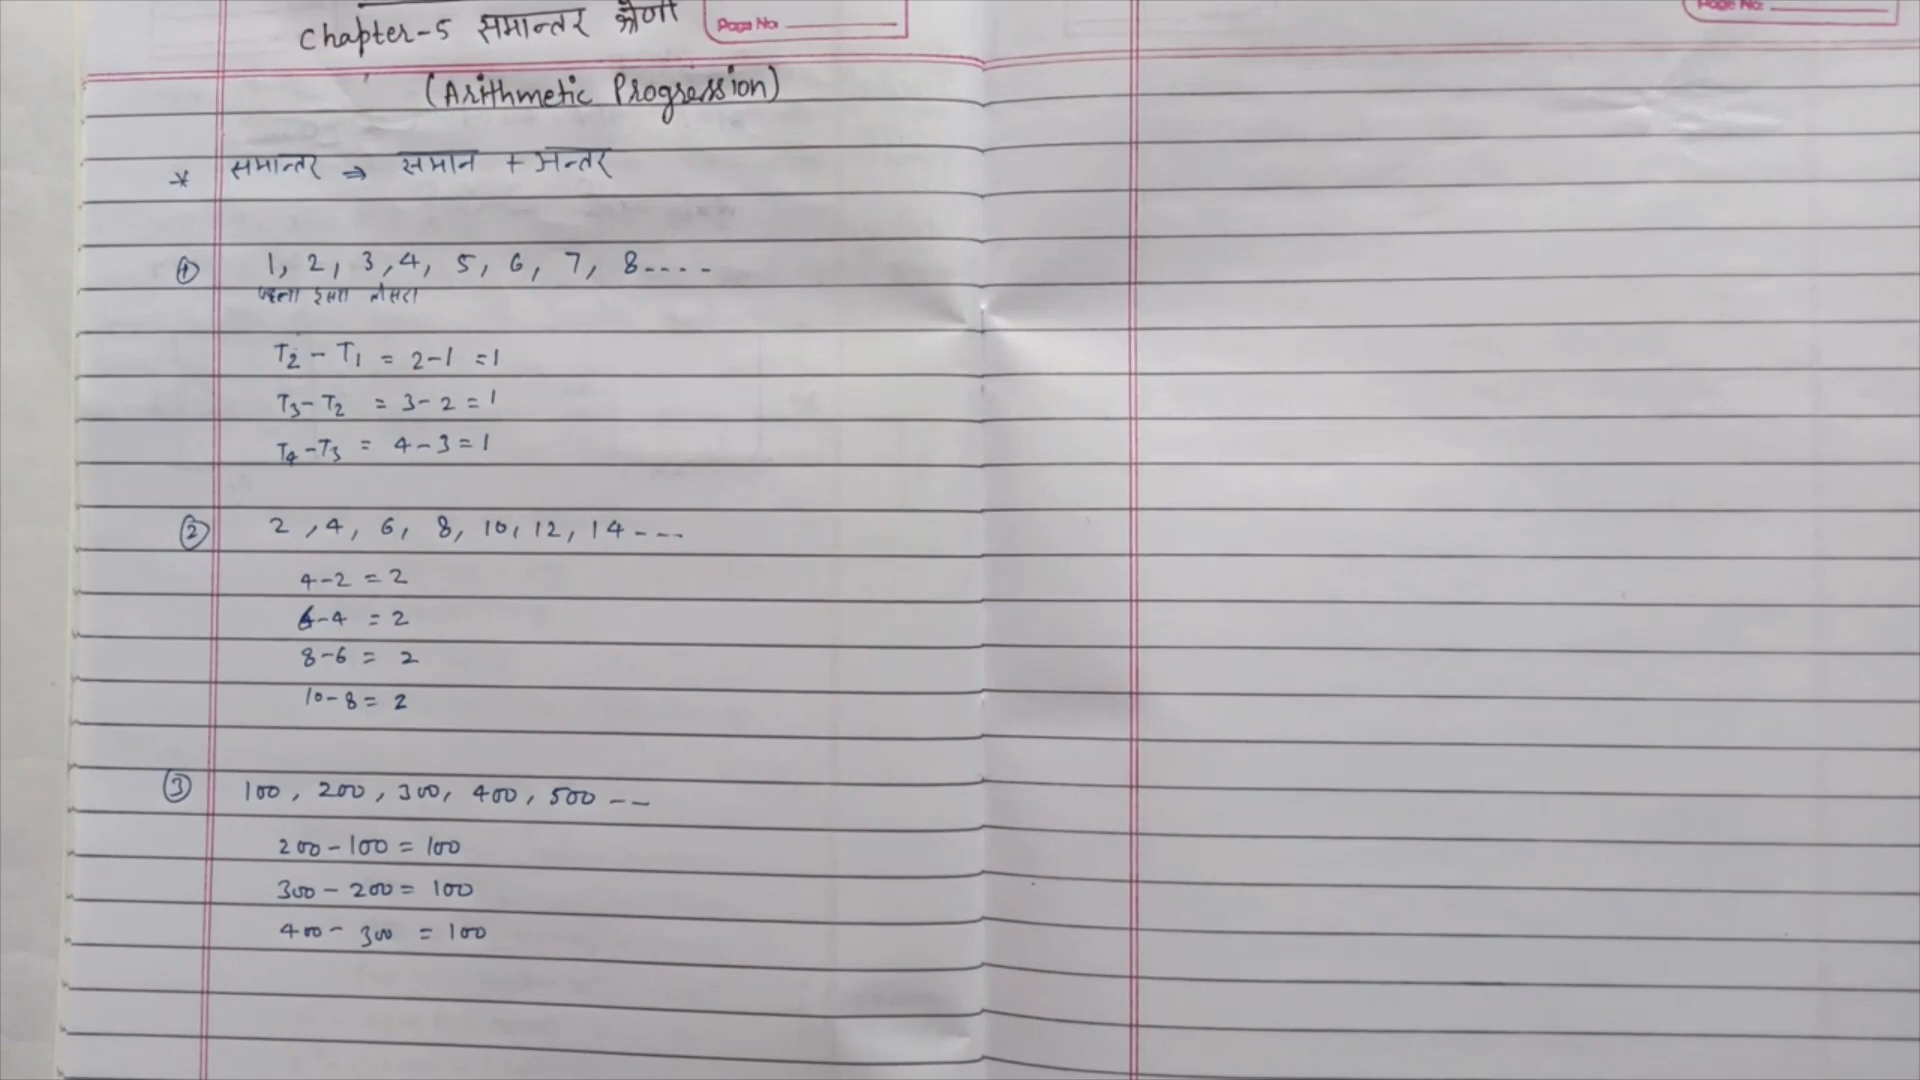 Chapter-5 समान्तर श्रेणी
Page No:
Page No:
(Arithmetic Progression)
* समान्तर ⇒ समान + अन्तर
① 1, 2, 3, 4, 5, 6, 7, 8....
पहला दूसरा तीसरा
T2 - T1 = 2-1 = 1
T3 - T2 = 3-2 = 1
T4 - T3 = 4-3 = 1
② 2, 4, 6, 8, 10, 12, 14 ---
4-2 = 2
6-4 = 2
8-6 = 2
10-8 = 2
③ 100, 200, 300, 400, 500 --
200 - 100 = 100
300 - 200 = 100
400 - 300 = 100